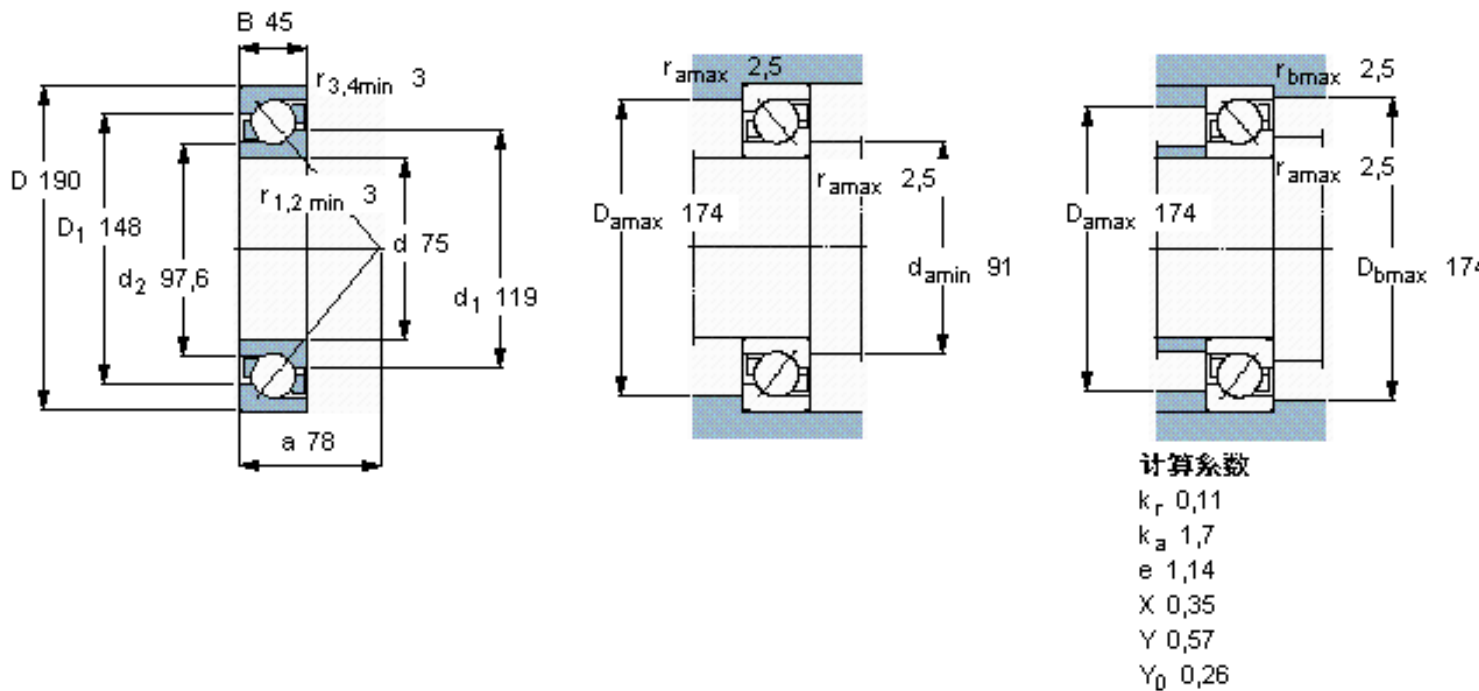 B 45
r3,4min 3
D 190
D1 148
d2 97,6
r1,2 min 3
d 75
d1 119
a 78
ramax 2,5
ramax 2,5
Damax 174
damin 91
rbmax 2,5
ramax 2,5
Damax 174
Dbmax 174
计算系数
kr 0,11
ka 1,7
e 1,14
X 0,35
Y 0,57
Y0 0,26